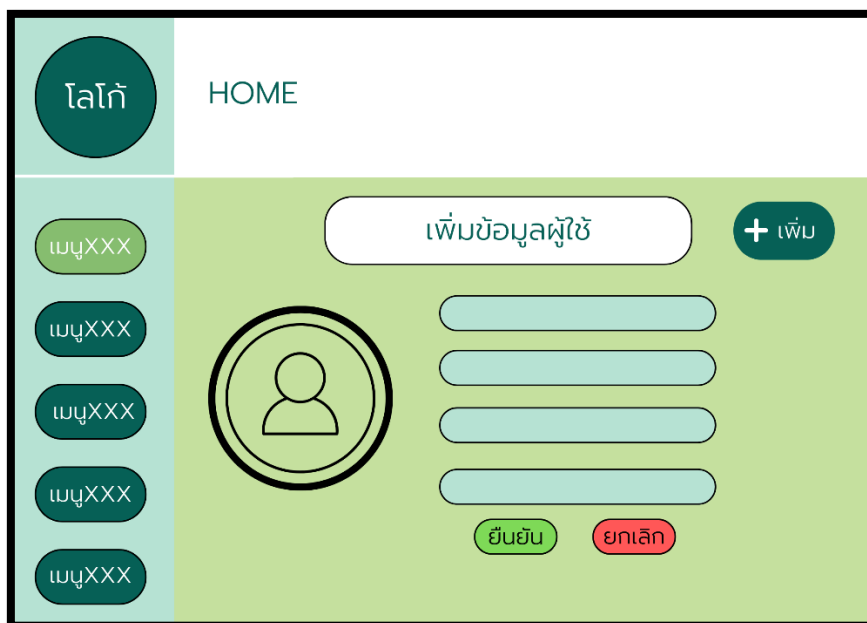 โลโก้
HOME
เพิ่มข้อมูลผู้ใช้
+ เพิ่ม
เมนูXXX
เมนูXXX
เมนูXXX
เมนูXXX
เมนูXXX
ยืนยัน
ยกเลิก